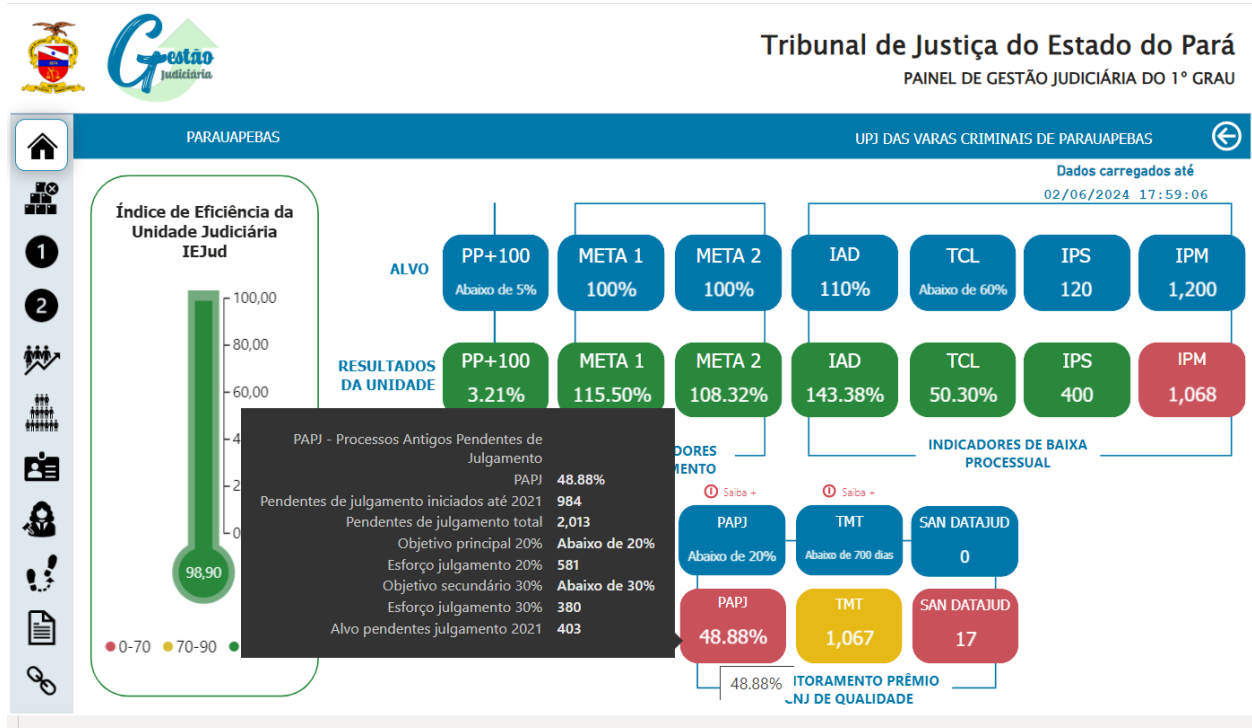 Gestão
Judiciária
Tribunal de Justiça do Estado do Pará
PAINEL DE GESTÃO JUDICIÁRIA DO 1º GRAU
PARAUAPEBAS
UPJ DAS VARAS CRIMINAIS DE PARAUAPEBAS
Dados carregados até
02/06/2024 17:59:06
Índice de Eficiência da
Unidade Judiciária
IEJud
100,00
80,00
60,00
98,90
0-70
70-90
ALVO
PP+100
Abaixo de 5%
META 1
100%
META 2
100%
IAD
110%
TCL
Abaixo de 60%
IPS
120
IPM
1,200
RESULTADOS
DA UNIDADE
PP+100
3.21%
META 1
115.50%
META 2
108.32%
IAD
143.38%
TCL
50.30%
IPS
400
IPM
1,068
INDICADORES DE BAIXA
PROCESSUAL
PAPJ - Processos Antigos Pendentes de
Julgamento
PAPJ 48.88%
Pendentes de julgamento iniciados até 2021 984
Pendentes de julgamento total 2,013
Objetivo principal 20% Abaixo de 20%
Esforço julgamento 20% 581
Objetivo secundário 30% Abaixo de 30%
Esforço julgamento 30% 380
Alvo pendentes julgamento 2021 403
Saiba +
Saiba +
PAPJ
Abaixo de 20%
TMT
Abaixo de 700 dias
SAN DATAJUD
0
PAPJ
48.88%
TMT
1,067
SAN DATAJUD
17
48.88%
ITORAMENTO PRÊMIO
CNJ DE QUALIDADE
1
2